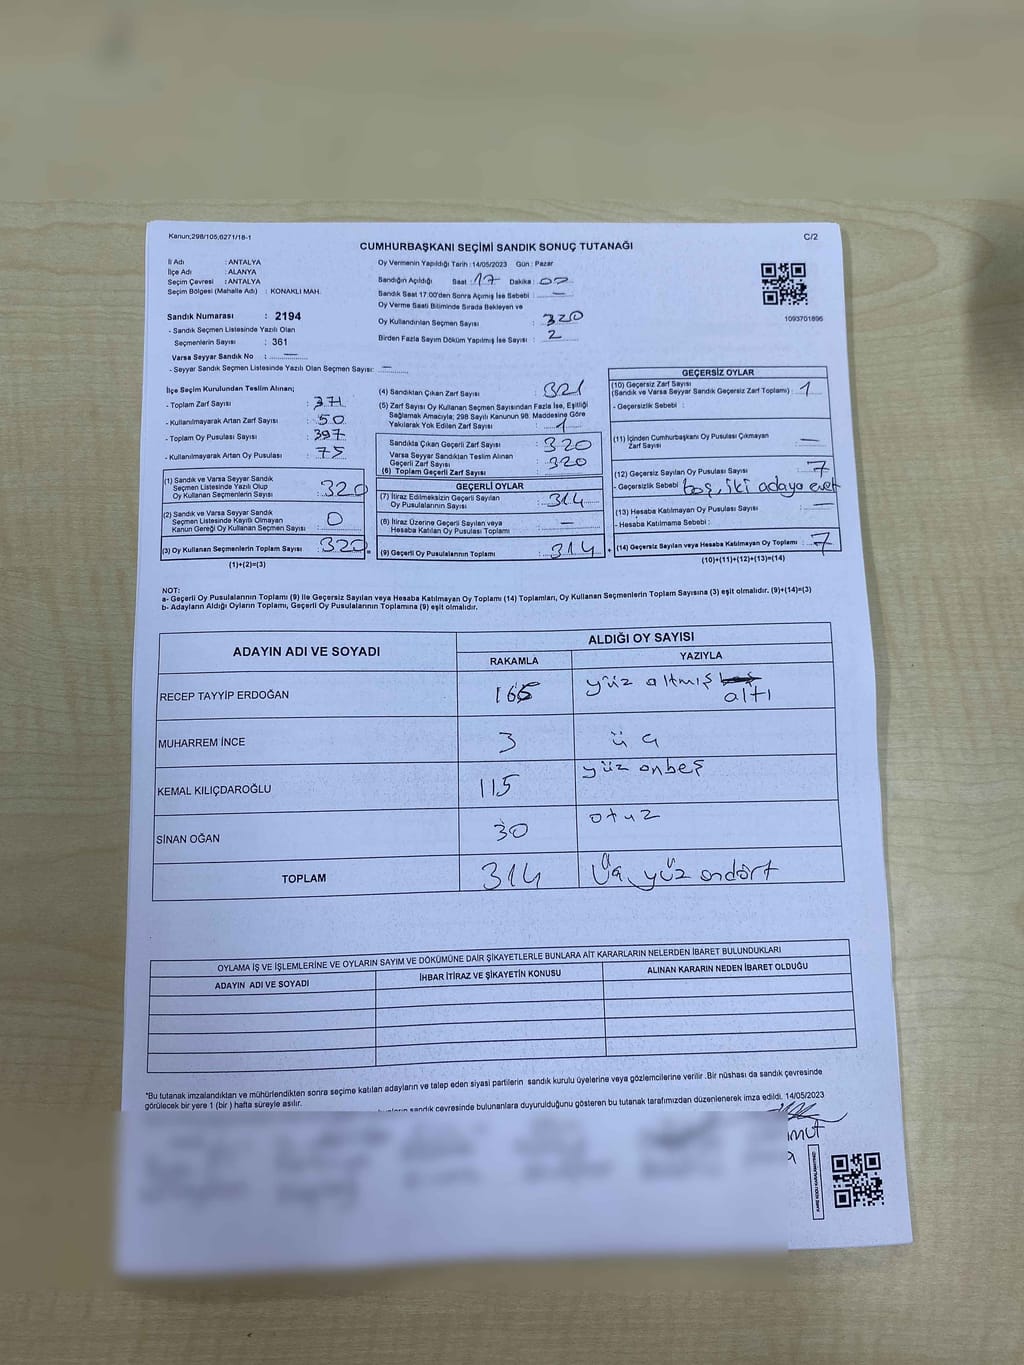 Kanun;298/105,6271/18-1
C/2
CUMHURBAŞKANI SEÇİMİ SANDIK SONUÇ TUTANAĞI
İl Adı : ANTALYA
İlçe Adı : ALANYA
Seçim Çevresi : ANTALYA
Seçim Bölgesi (Mahalle Adı) : KONAKLI MAH.
Sandık Numarası : 2194
- Sandık Seçmen Listesinde Yazılı Olan
Seçmenlerin Sayısı : 361
Varsa Seyyar Sandık No : —
- Seyyar Sandık Seçmen Listesinde Yazılı Olan Seçmen Sayısı: —
Oy Vermenin Yapıldığı Tarih : 14/05/2023 Gün : Pazar
Sandığın Açıldığı Saat : 17 Dakika : 02
Sandık Saat 17:00'den Sonra Açımış İse Sebebi : —
Oy Verme Saati Bitiminde Sırada Bekleyen ve
Oy Kullandırılan Seçmen Sayısı : 320
Birden Fazla Sayım Döküm Yapılmış İse Sayısı : 2
1093701896
İlçe Seçim Kurulundan Teslim Alınan;
- Toplam Zarf Sayısı : 371
- Kullanılmayarak Artan Zarf Sayısı : 50
- Toplam Oy Pusulası Sayısı : 397
- Kullanılmayarak Artan Oy Pusulası : 75
(1) Sandık ve Varsa Seyyar Sandık
Seçmen Listesinde Yazılı Olup
Oy Kullanan Seçmenlerin Sayısı : 320
(2) Sandık ve Varsa Seyyar Sandık
Seçmen Listesinde Kayıtlı Olmayan
Kanun Gereği Oy Kullanan Seçmen Sayısı : 0
(3) Oy Kullanan Seçmenlerin Toplam Sayısı : 320
(1)+(2)=(3)
(4) Sandıktan Çıkan Zarf Sayısı : 321
(5) Zarf Sayısı Oy Kullanan Seçmen Sayısından Fazla İse, Eşitliği
Sağlamak Amacıyla; 298 Sayılı Kanunun 98. Maddesine Göre
Yakılarak Yok Edilen Zarf Sayısı : 1
Sandıkta Çıkan Geçerli Zarf Sayısı : 320
Varsa Seyyar Sandıktan Teslim Alınan
Geçerli Zarf Sayısı : 320
(6) Toplam Geçerli Zarf Sayısı
GEÇERLİ OYLAR
(7) İtiraz Edilmeksizin Geçerli Sayılan
Oy Pusulasının Sayısı : 314
(8) İtiraz Üzerine Geçerli Sayılan veya
Hesaba Katılan Oy Pusulası Toplamı : —
(9) Geçerli Oy Pusulalarının Toplamı : 314
GEÇERSİZ OYLAR
(10) Geçersiz Zarf Sayısı
(Sandık ve Varsa Seyyar Sandık Geçersiz Zarf Toplamı) : 1
- Geçersizlik Sebebi :
(11) İçinden Cumhurbaşkanı Oy Pusulası Çıkmayan
Zarf Sayısı : —
(12) Geçersiz Sayılan Oy Pusulası Sayısı : 7
- Geçersizlik Sebebi boş, iki adaya evet
(13) Hesaba Katılmayan Oy Pusulası Sayısı : —
- Hesaba Katılmama Sebebi :
(14) Geçersiz Sayılan veya Hesaba Katılmayan Oy Toplamı : 7
(10)+(11)+(12)+(13)=(14)
NOT:
a- Geçerli Oy Pusulalarının Toplamı (9) İle Geçersiz Sayılan veya Hesaba Katılmayan Oy Pusulası Toplamı (14) Toplamları, Oy Kullanan Seçmenlerin Toplam Sayısına (3) eşit olmalıdır. (9)+(14)=(3)
b- Adayların Aldığı Oyların Toplamı, Geçerli Oy Pusulalarının Toplamına (9) eşit olmalıdır.
ADAYIN ADI VE SOYADI ALDIĞI OY SAYISI
RAKAMLA YAZIYLA
RECEP TAYYİP ERDOĞAN 166 yüz altmış altı
MUHARREM İNCE 3 üç
KEMAL KILIÇDAROĞLU 115 yüz onbeş
SİNAN OĞAN 30 otuz
TOPLAM 314 Üç yüz ondört
OYLAMA İŞ VE İŞLEMLERİNE VE OYLARIN SAYIM VE DÖKÜMÜNE DAİR ŞİKAYETLERLE BUNLARA AİT KARARLARIN NELERDEN İBARET BULUNDUKLARI
ADAYIN ADI VE SOYADI İHBAR İTİRAZ VE ŞİKAYETİN KONUSU ALINAN KARARIN NEDEN İBARET OLDUĞU
"Bu tutanak imzalandıktan ve mühürlendikten sonra seçime katılan adayların ve talep eden siyasi partilerin sandık kurulu üyelerine veya gözlemcilerine verilir .Bir nüshası da sandık çevresinde
görülecek bir yere 1 (bir ) hafta süreyle asılır.
sandık çevresinde bulunanlara duyurulduğunu gösteren bu tutanak tarafımızdan düzenlenerek imza edildi. 14/05/2023
KARE KODU KARALAMAYINIZ!